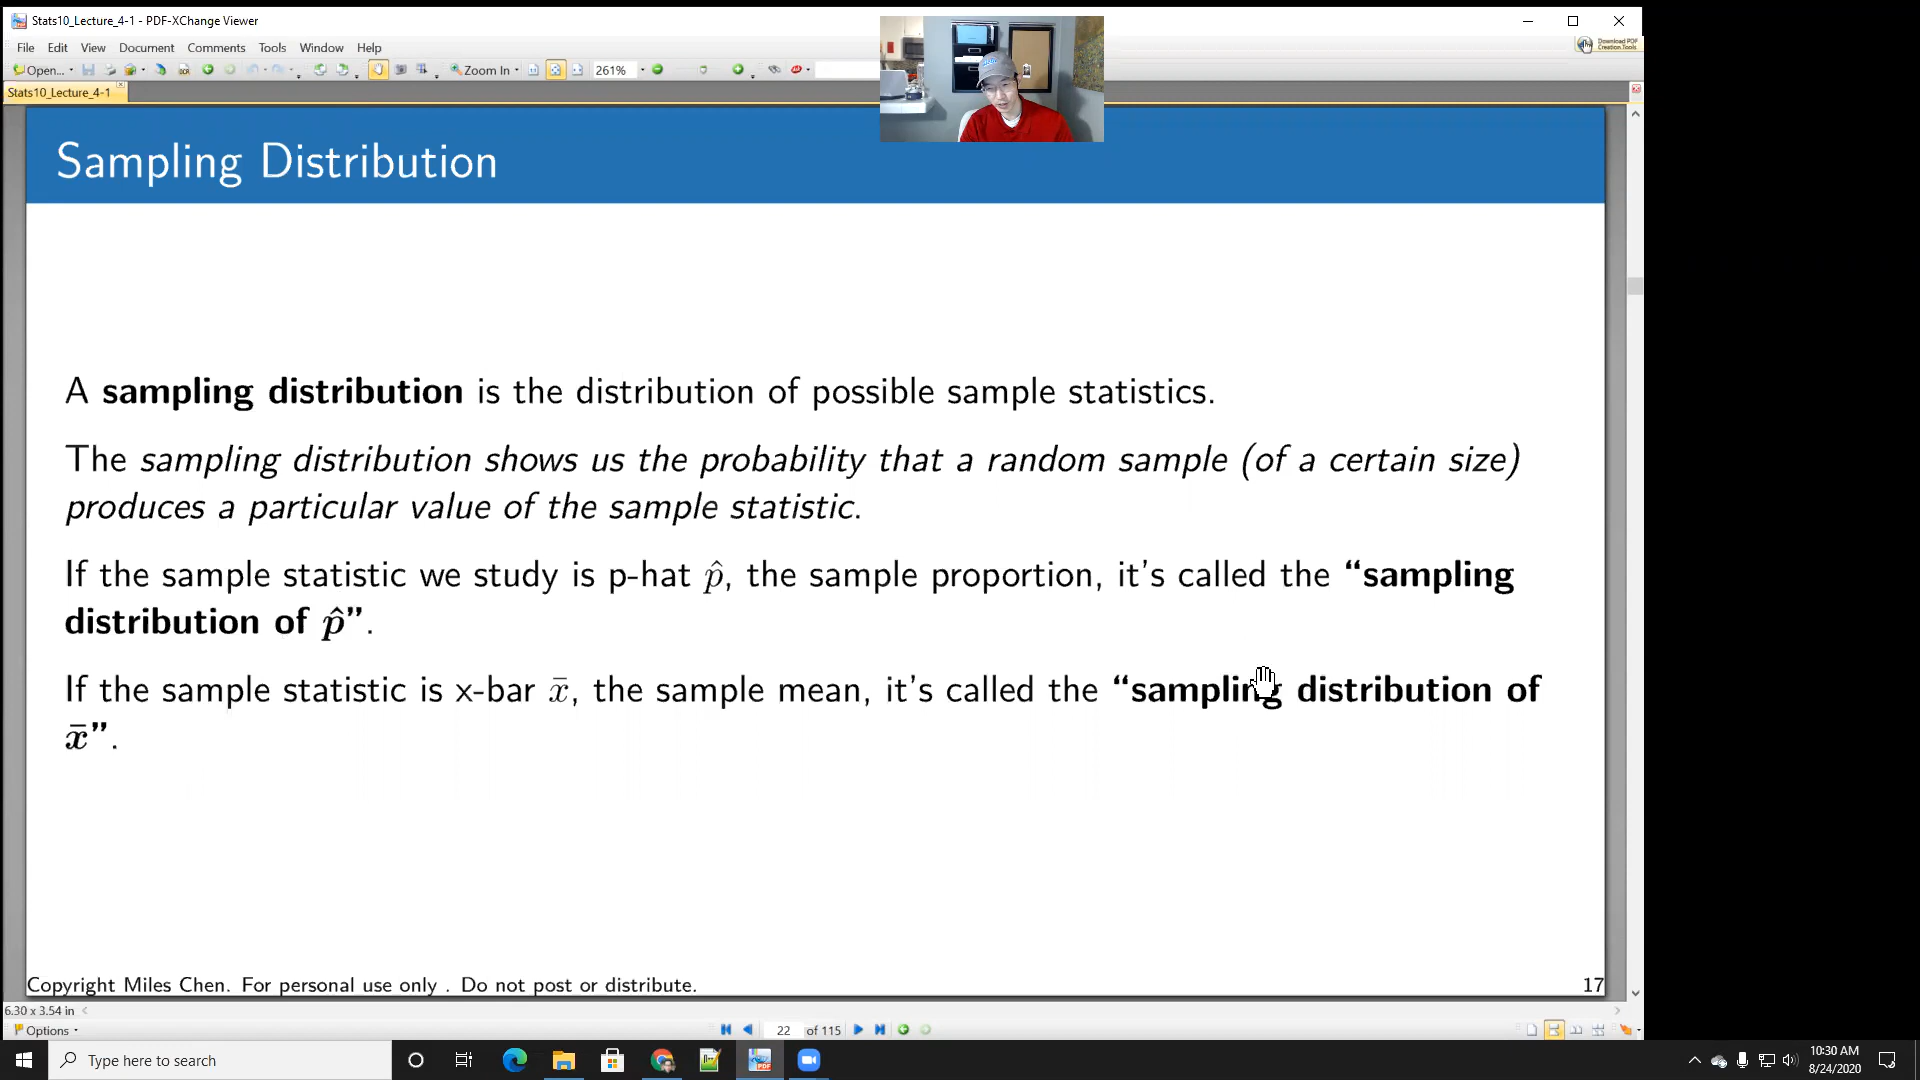 Stats10_Lecture_4-1 - PDF-XChange Viewer
File Edit View Document Comments Tools Window Help
Download PDF
Creation Tools
Open... Zoom In 261%
Stats10_Lecture_4-1
Sampling Distribution
A sampling distribution is the distribution of possible sample statistics.
The sampling distribution shows us the probability that a random sample (of a certain size)
produces a particular value of the sample statistic.
If the sample statistic we study is p-hat p̂, the sample proportion, it's called the “sampling
distribution of p̂”.
If the sample statistic is x-bar x̄, the sample mean, it's called the “sampling distribution of
x̄”.
Copyright Miles Chen. For personal use only . Do not post or distribute.
17
6.30 x 3.54 in
Options 22 of 115
Type here to search
10:30 AM
8/24/2020